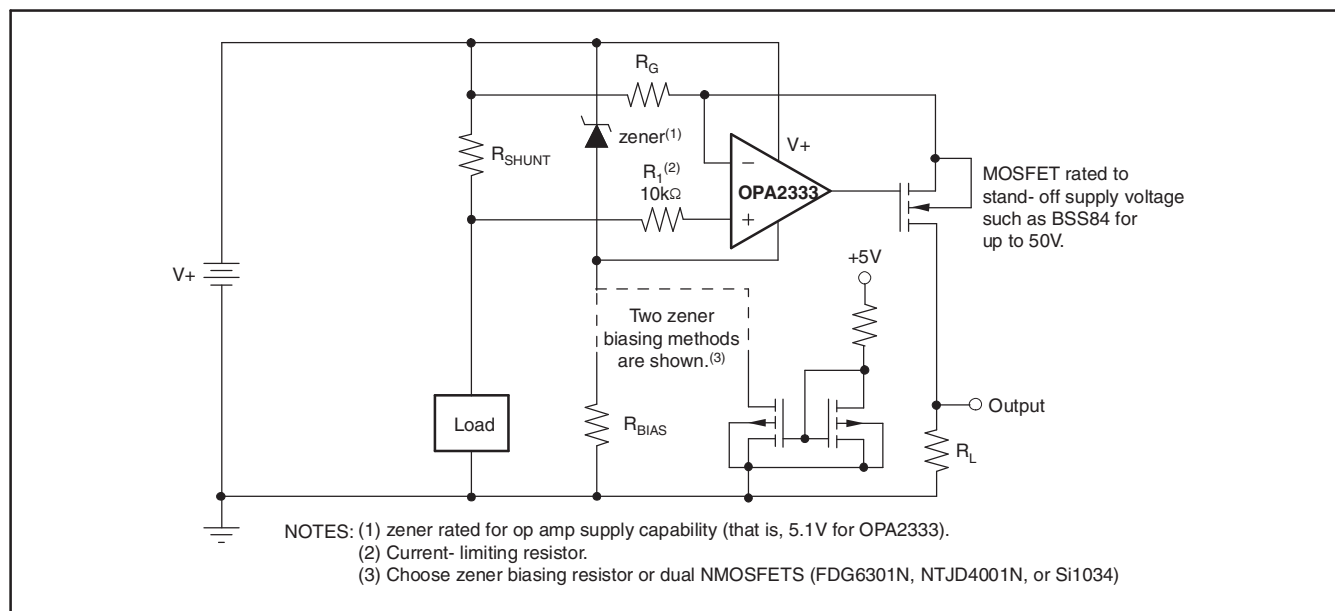 R_G
zener(1)
V+
R_SHUNT
R_1(2)
10kΩ
OPA2333
−
+
MOSFET rated to
stand- off supply voltage
such as BSS84 for
up to 50V.
V+
+5V
Two zener
biasing methods
are shown.(3)
Load
R_BIAS
Output
R_L
NOTES: (1) zener rated for op amp supply capability (that is, 5.1V for OPA2333).
(2) Current- limiting resistor.
(3) Choose zener biasing resistor or dual NMOSFETS (FDG6301N, NTJD4001N, or Si1034)